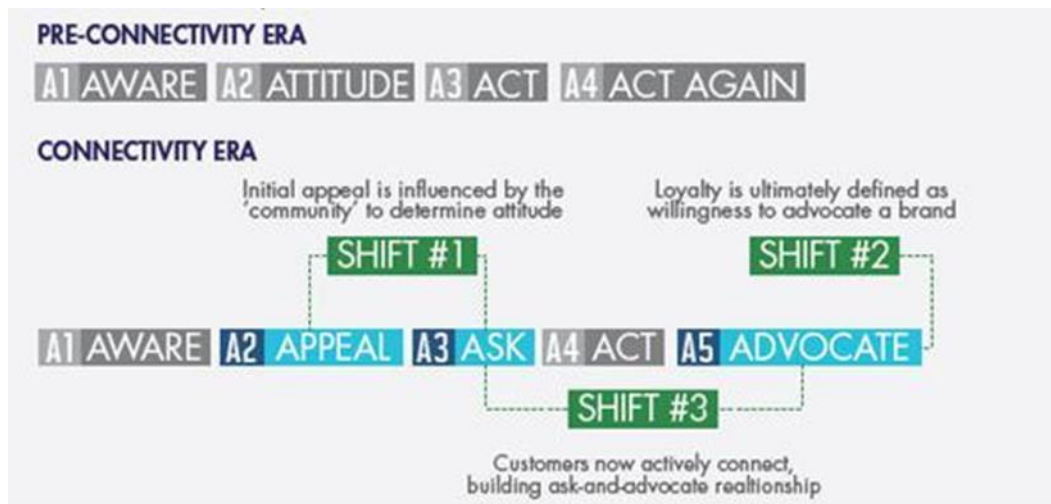 PRE-CONNECTIVITY ERA
A1 AWARE A2 ATTITUDE A3 ACT A4 ACT AGAIN
CONNECTIVITY ERA
Initial appeal is influenced by the
'community' to determine attitude
Loyalty is ultimately defined as
willingness to advocate a brand
SHIFT #1
SHIFT #2
A1 AWARE A2 APPEAL A3 ASK A4 ACT A5 ADVOCATE
SHIFT #3
Customers now actively connect,
building ask-and-advocate realtionship